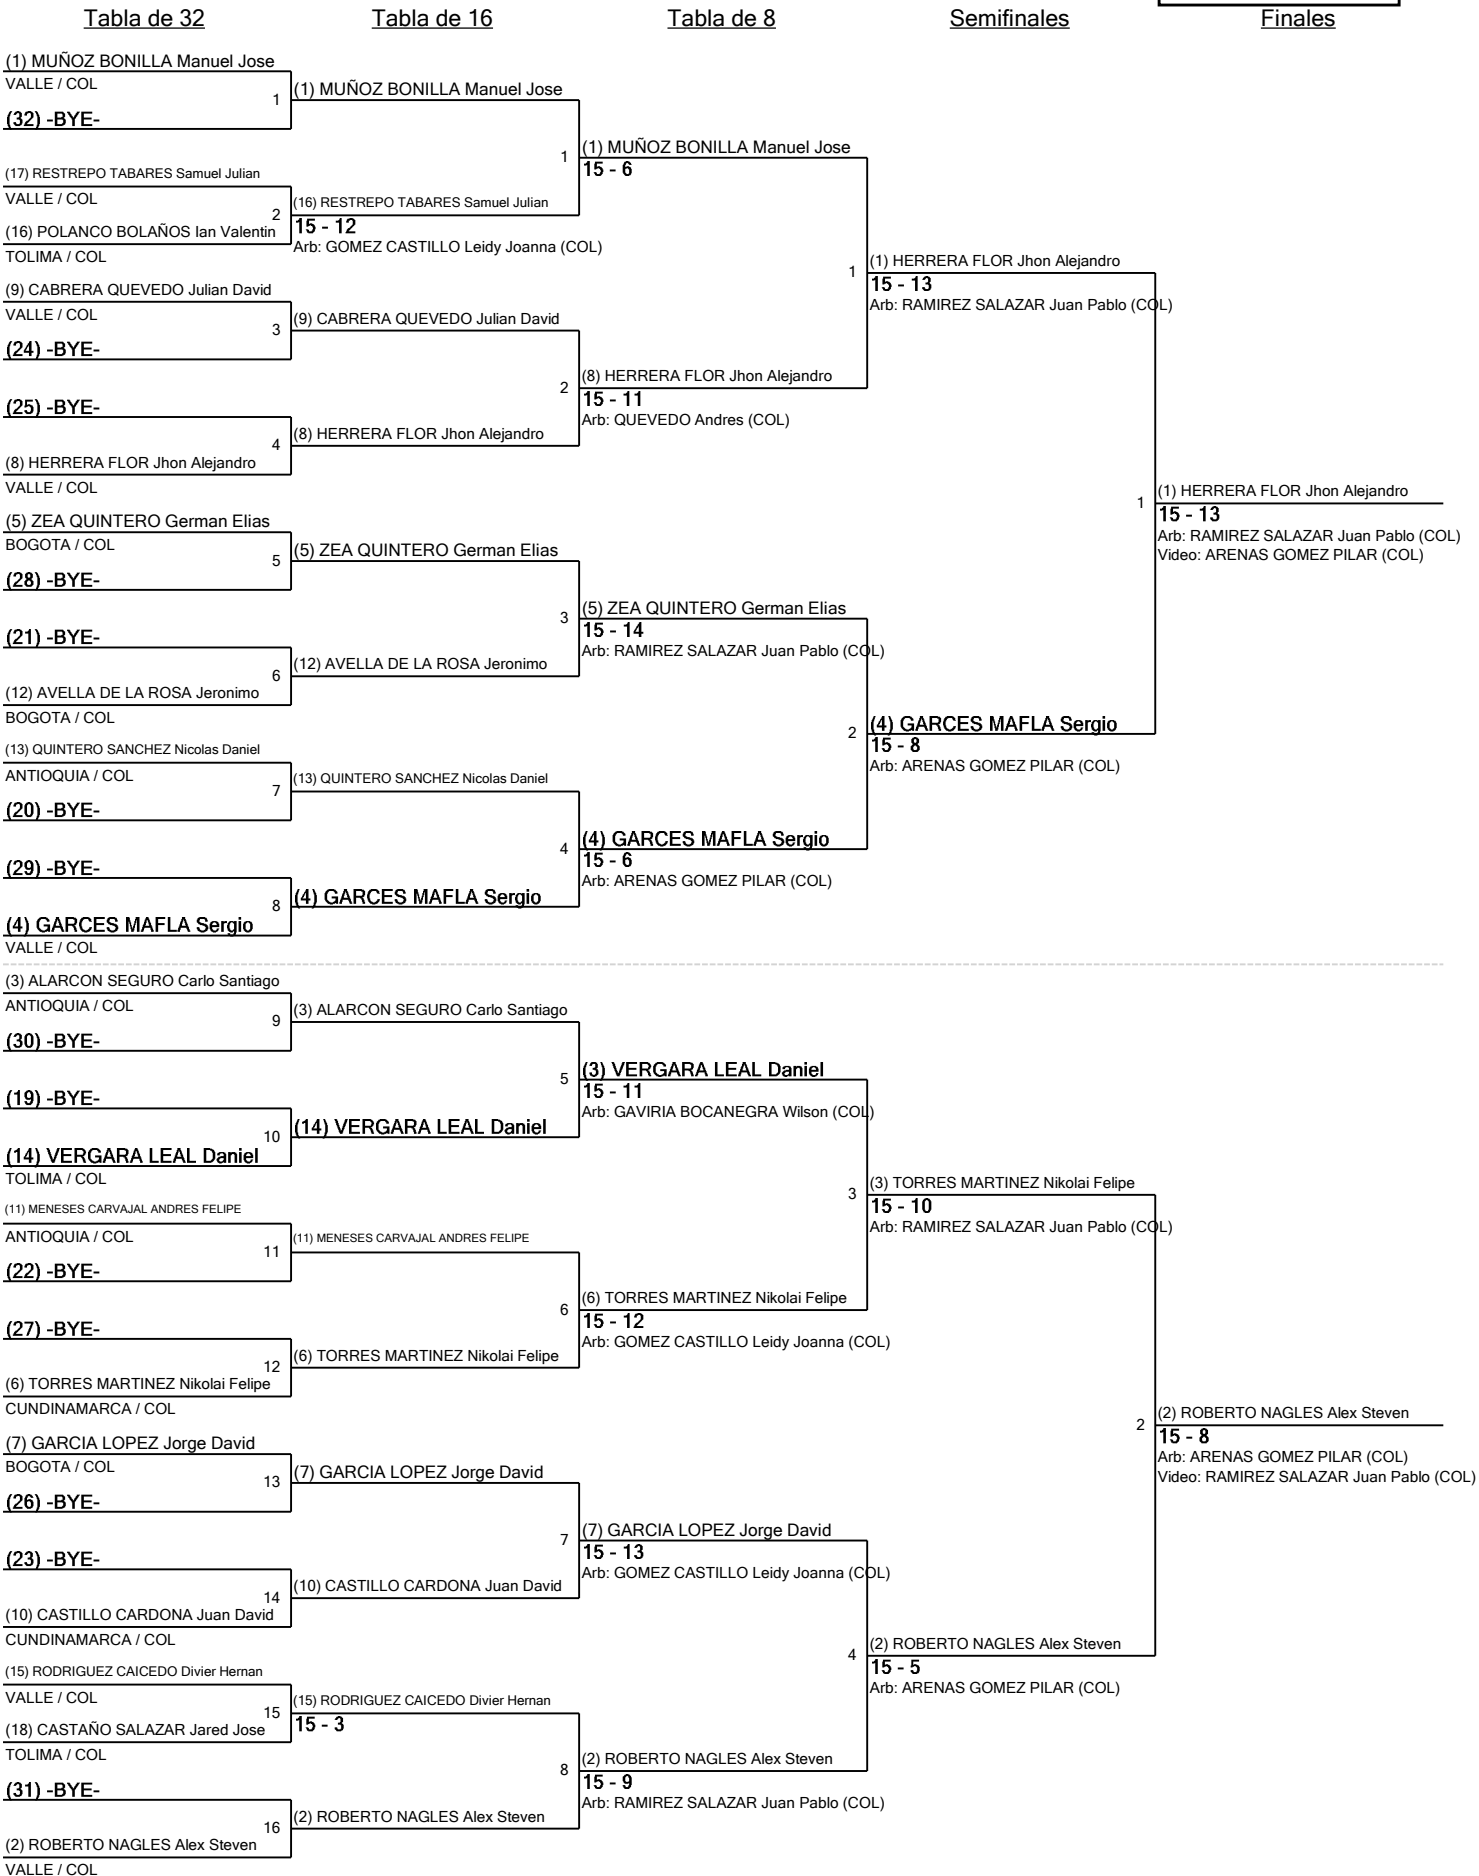 Tabla de 32
Tabla de 16
Tabla de 8
Semifinales
Finales
(1) MUÑOZ BONILLA Manuel Jose
VALLE / COL
1
(32) -BYE-
(17) RESTREPO TABARES Samuel Julian
VALLE / COL
2
(16) POLANCO BOLAÑOS Ian Valentin
TOLIMA / COL
(9) CABRERA QUEVEDO Julian David
VALLE / COL
3
(24) -BYE-
(25) -BYE-
4
(8) HERRERA FLOR Jhon Alejandro
VALLE / COL
(5) ZEA QUINTERO German Elias
BOGOTA / COL
5
(28) -BYE-
(21) -BYE-
6
(12) AVELLA DE LA ROSA Jeronimo
BOGOTA / COL
(13) QUINTERO SANCHEZ Nicolas Daniel
ANTIOQUIA / COL
7
(20) -BYE-
(29) -BYE-
8
(4) GARCES MAFLA Sergio
VALLE / COL
(3) ALARCON SEGURO Carlo Santiago
ANTIOQUIA / COL
9
(30) -BYE-
(19) -BYE-
10
(14) VERGARA LEAL Daniel
TOLIMA / COL
(11) MENESES CARVAJAL ANDRES FELIPE
ANTIOQUIA / COL
11
(22) -BYE-
(27) -BYE-
12
(6) TORRES MARTINEZ Nikolai Felipe
CUNDINAMARCA / COL
(7) GARCIA LOPEZ Jorge David
BOGOTA / COL
13
(26) -BYE-
(23) -BYE-
14
(10) CASTILLO CARDONA Juan David
CUNDINAMARCA / COL
(15) RODRIGUEZ CAICEDO Divier Hernan
VALLE / COL
15
(18) CASTAÑO SALAZAR Jared Jose
TOLIMA / COL
(31) -BYE-
16
(2) ROBERTO NAGLES Alex Steven
VALLE / COL
(1) MUÑOZ BONILLA Manuel Jose
1
(16) RESTREPO TABARES Samuel Julian
15 - 12
Arb: GOMEZ CASTILLO Leidy Joanna (COL)
(9) CABRERA QUEVEDO Julian David
2
(8) HERRERA FLOR Jhon Alejandro
(5) ZEA QUINTERO German Elias
3
(12) AVELLA DE LA ROSA Jeronimo
(13) QUINTERO SANCHEZ Nicolas Daniel
4
(4) GARCES MAFLA Sergio
(3) ALARCON SEGURO Carlo Santiago
5
(14) VERGARA LEAL Daniel
(11) MENESES CARVAJAL ANDRES FELIPE
6
(6) TORRES MARTINEZ Nikolai Felipe
(7) GARCIA LOPEZ Jorge David
7
(10) CASTILLO CARDONA Juan David
(15) RODRIGUEZ CAICEDO Divier Hernan
15 - 3
8
(2) ROBERTO NAGLES Alex Steven
(1) MUÑOZ BONILLA Manuel Jose
15 - 6
1
(8) HERRERA FLOR Jhon Alejandro
15 - 11
Arb: QUEVEDO Andres (COL)
(5) ZEA QUINTERO German Elias
15 - 14
Arb: RAMIREZ SALAZAR Juan Pablo (COL)
2
(4) GARCES MAFLA Sergio
15 - 6
Arb: ARENAS GOMEZ PILAR (COL)
(3) VERGARA LEAL Daniel
15 - 11
Arb: GAVIRIA BOCANEGRA Wilson (COL)
3
(6) TORRES MARTINEZ Nikolai Felipe
15 - 12
Arb: GOMEZ CASTILLO Leidy Joanna (COL)
(7) GARCIA LOPEZ Jorge David
15 - 13
Arb: GOMEZ CASTILLO Leidy Joanna (COL)
4
(2) ROBERTO NAGLES Alex Steven
15 - 9
Arb: RAMIREZ SALAZAR Juan Pablo (COL)
(1) HERRERA FLOR Jhon Alejandro
15 - 13
Arb: RAMIREZ SALAZAR Juan Pablo (COL)
1
(4) GARCES MAFLA Sergio
15 - 8
Arb: ARENAS GOMEZ PILAR (COL)
(3) TORRES MARTINEZ Nikolai Felipe
15 - 10
Arb: RAMIREZ SALAZAR Juan Pablo (COL)
2
(2) ROBERTO NAGLES Alex Steven
15 - 5
Arb: ARENAS GOMEZ PILAR (COL)
(1) HERRERA FLOR Jhon Alejandro
15 - 13
Arb: RAMIREZ SALAZAR Juan Pablo (COL)
Video: ARENAS GOMEZ PILAR (COL)
(2) ROBERTO NAGLES Alex Steven
15 - 8
Arb: ARENAS GOMEZ PILAR (COL)
Video: RAMIREZ SALAZAR Juan Pablo (COL)